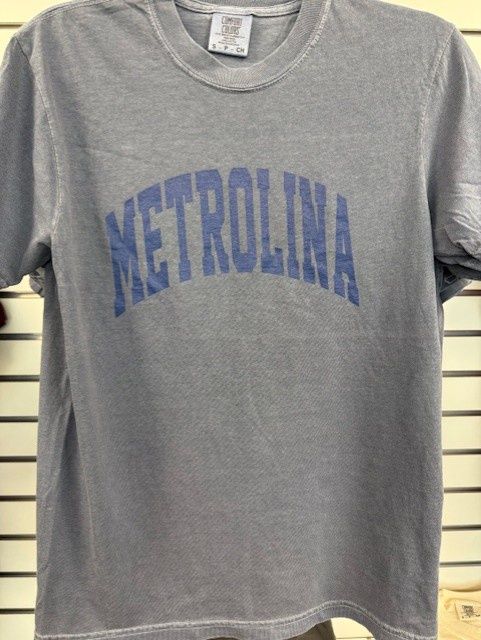 COMFORT
COLORS
S - P - CH
METROLINA